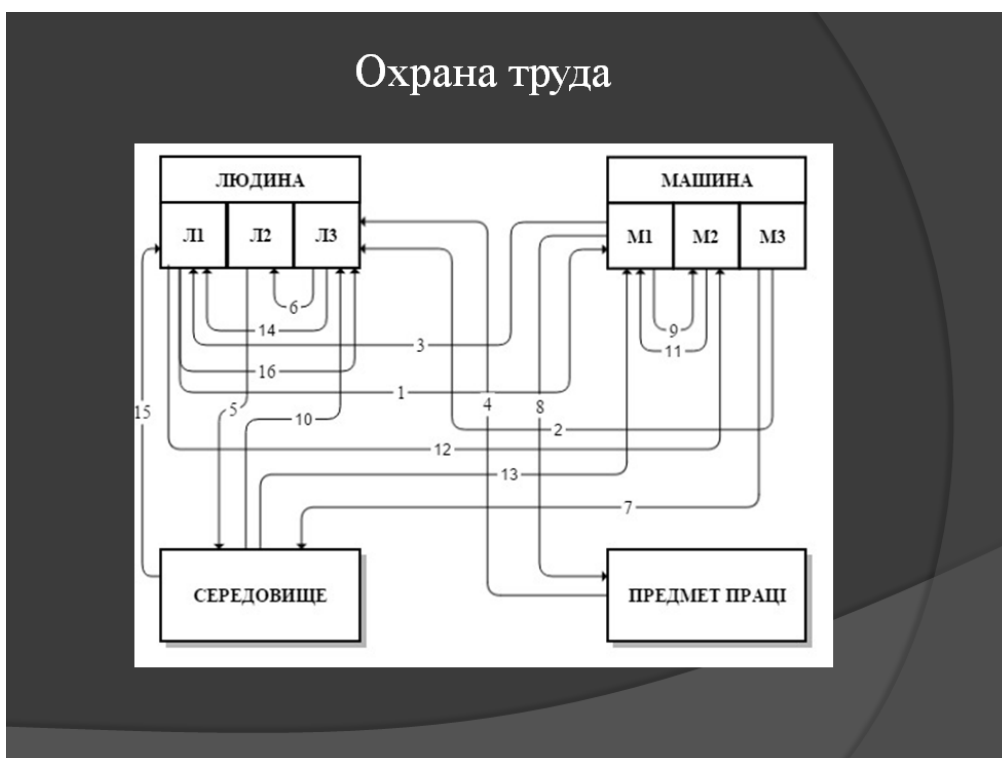 Охрана труда
ЛЮДИНА
МАШИНА
Л1 Л2 Л3
М1 М2 М3
6
14
9
3
11
16
1
15
5
10
4
8
2
12
13
7
СЕРЕДОВИЩЕ
ПРЕДМЕТ ПРАЦІ